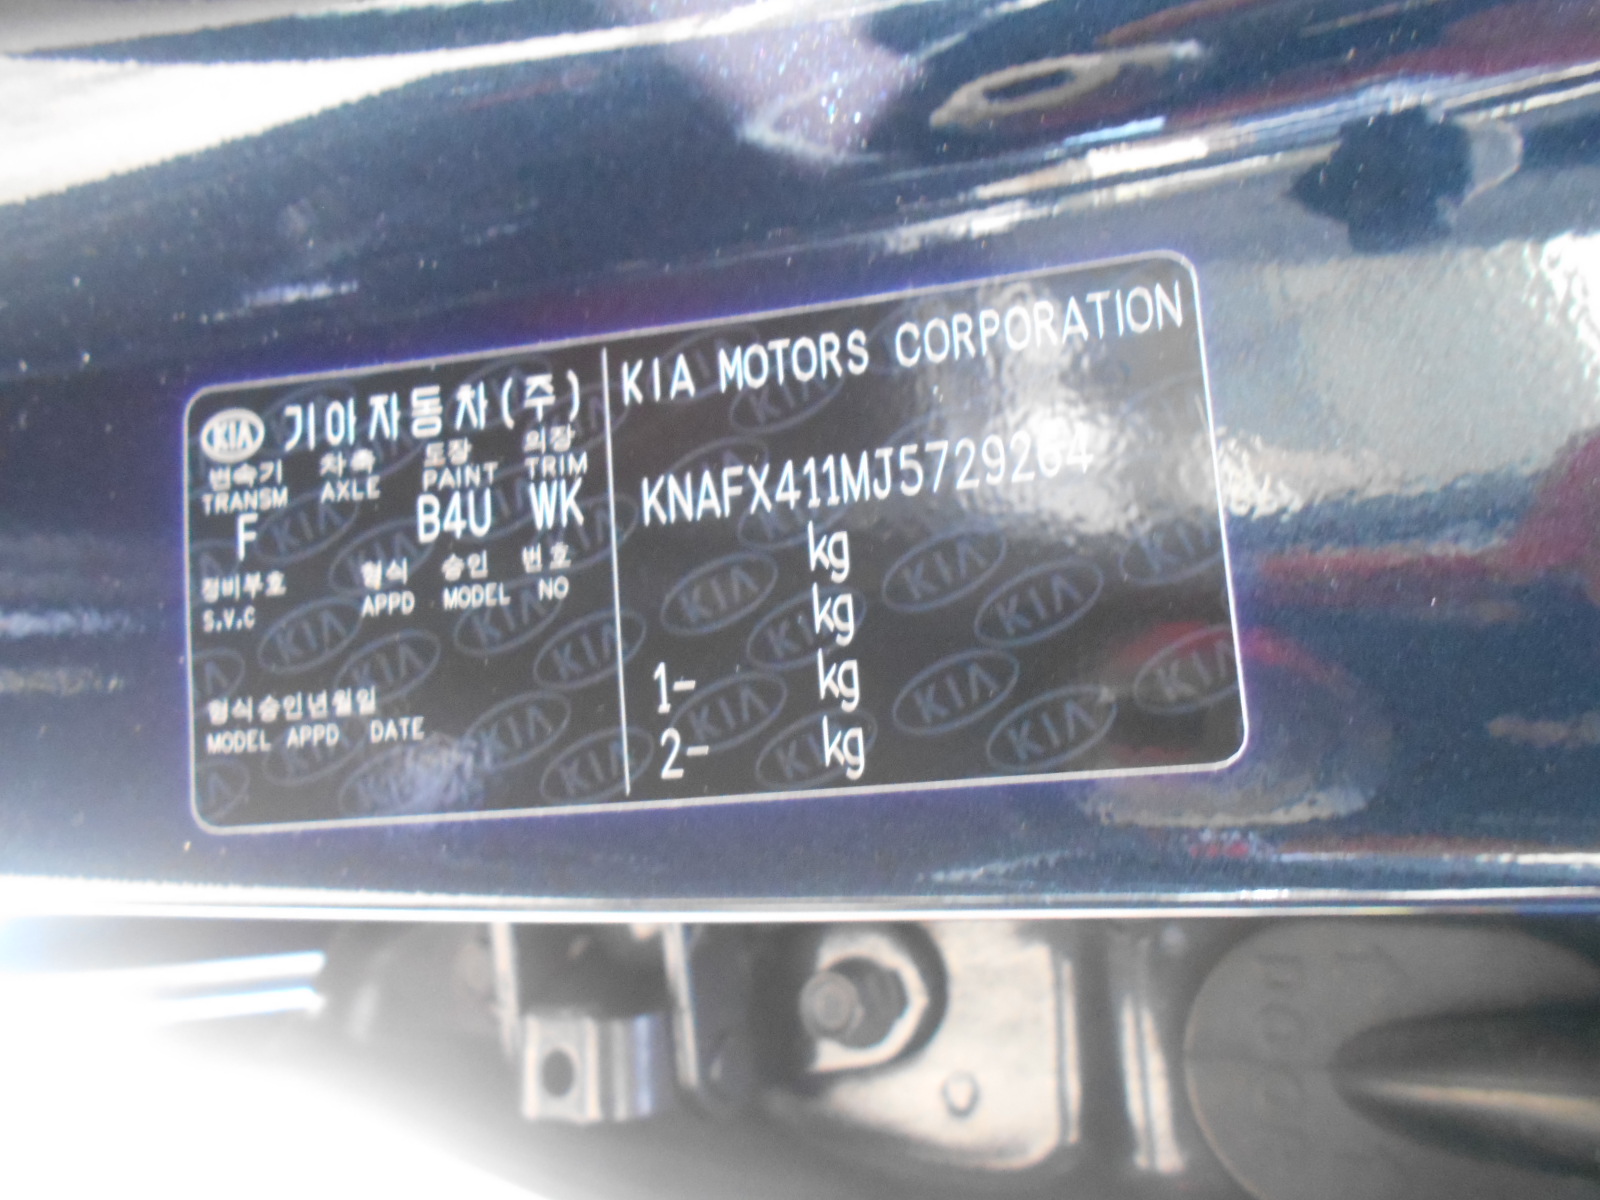 KIA 기아자동차(주)
변속기 차축 도장 의장
TRANSM AXLE PAINT TRIM
F B4U WK
정비부호 형식 승인 번호
S.V.C APPD MODEL NO
형식승인년월일
MODEL APPD DATE
KIA MOTORS CORPORATION
KNAFX411MJ5729264
kg
kg
1- kg
2- kg